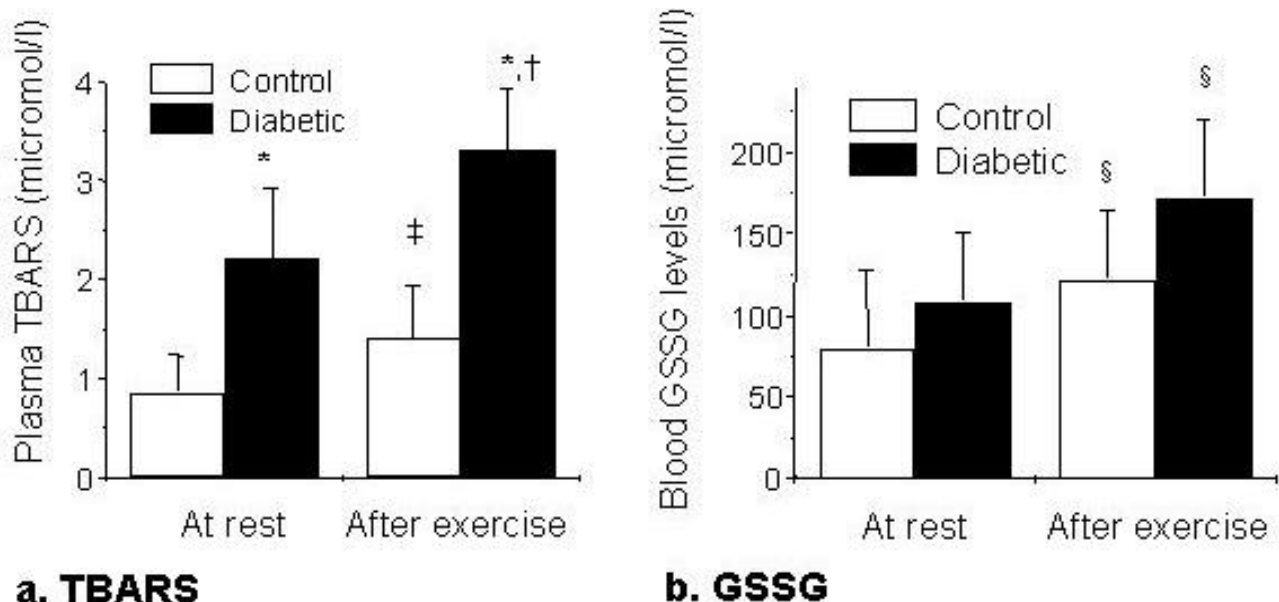 Plasma TBARS (micromol/l)
4
3
2
1
0
Control
Diabetic
*
‡
*,†
At rest
After exercise
a. TBARS
Blood GSSG levels (micromol/l)
200
150
100
50
0
Control
Diabetic
§
§
At rest
After exercise
b. GSSG